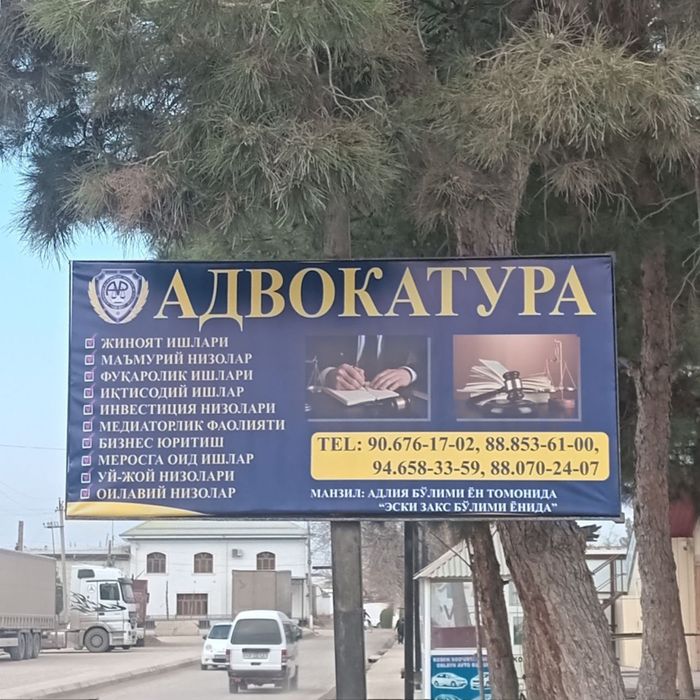 АДВОКАТУРА
ЖИНОЯТ ИШЛАРИ
МАЪМУРИЙ НИЗОЛАР
ФУҚАРОЛИК ИШЛАРИ
ИҚТИСОДИЙ ИШЛАР
ИНВЕСТИЦИЯ НИЗОЛАРИ
МЕДИАТОРЛИК ФАОЛИЯТИ
БИЗНЕС ЮРИТИШ
МЕРОСГА ОИД ИШЛАР
УЙ-ЖОЙ НИЗОЛАРИ
ОИЛАВИЙ НИЗОЛАР
TEL: 90.676-17-02, 88.853-61-00,
94.658-33-59, 88.070-24-07
МАНЗИЛ: АДЛИЯ БЎЛИМИ ЁН ТОМОНИДА
“ЭСКИ ЗАКС БЎЛИМИ ЁНИДА”